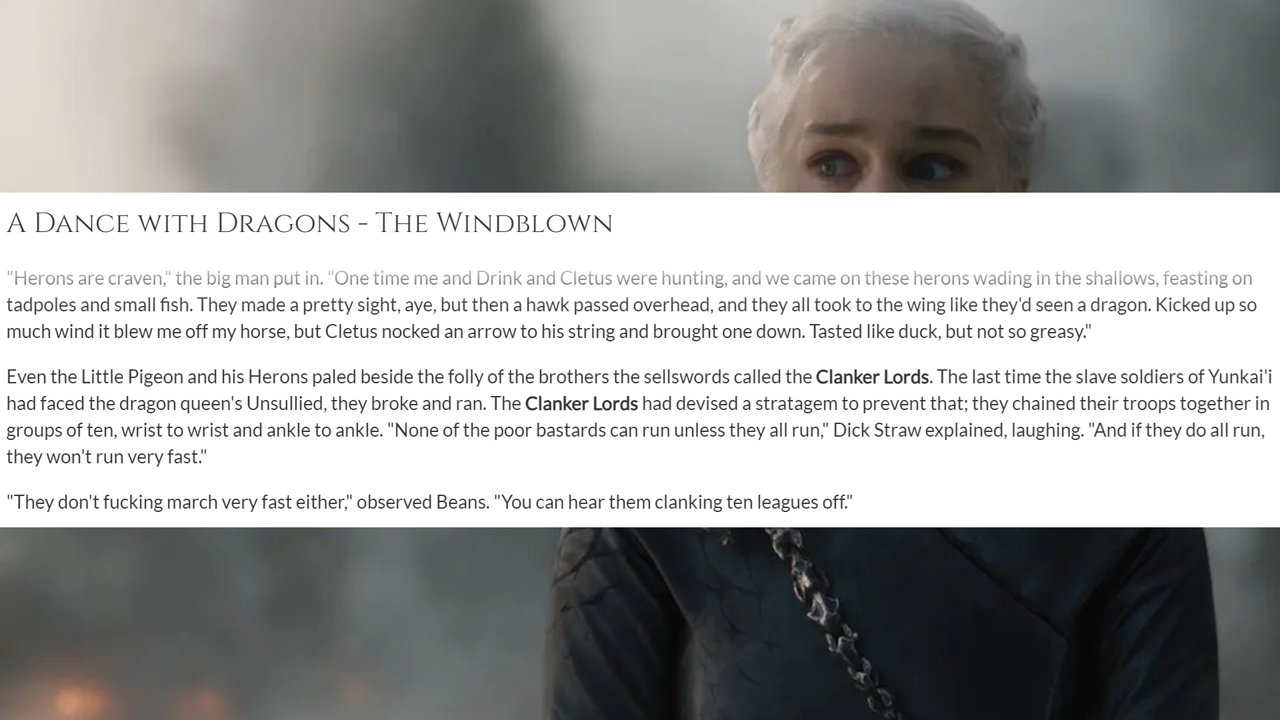 A Dance with Dragons - The Windblown
"Herons are craven," the big man put in. "One time me and Drink and Cletus were hunting, and we came on these herons wading in the shallows, feasting on
tadpoles and small fish. They made a pretty sight, aye, but then a hawk passed overhead, and they all took to the wing like they'd seen a dragon. Kicked up so
much wind it blew me off my horse, but Cletus nocked an arrow to his string and brought one down. Tasted like duck, but not so greasy."
Even the Little Pigeon and his Herons paled beside the folly of the brothers the sellswords called the Clanker Lords. The last time the slave soldiers of Yunkai'i
had faced the dragon queen's Unsullied, they broke and ran. The Clanker Lords had devised a stratagem to prevent that; they chained their troops together in
groups of ten, wrist to wrist and ankle to ankle. "None of the poor bastards can run unless they all run," Dick Straw explained, laughing. "And if they do all run,
they won't run very fast."
"They don't fucking march very fast either," observed Beans. "You can hear them clanking ten leagues off."